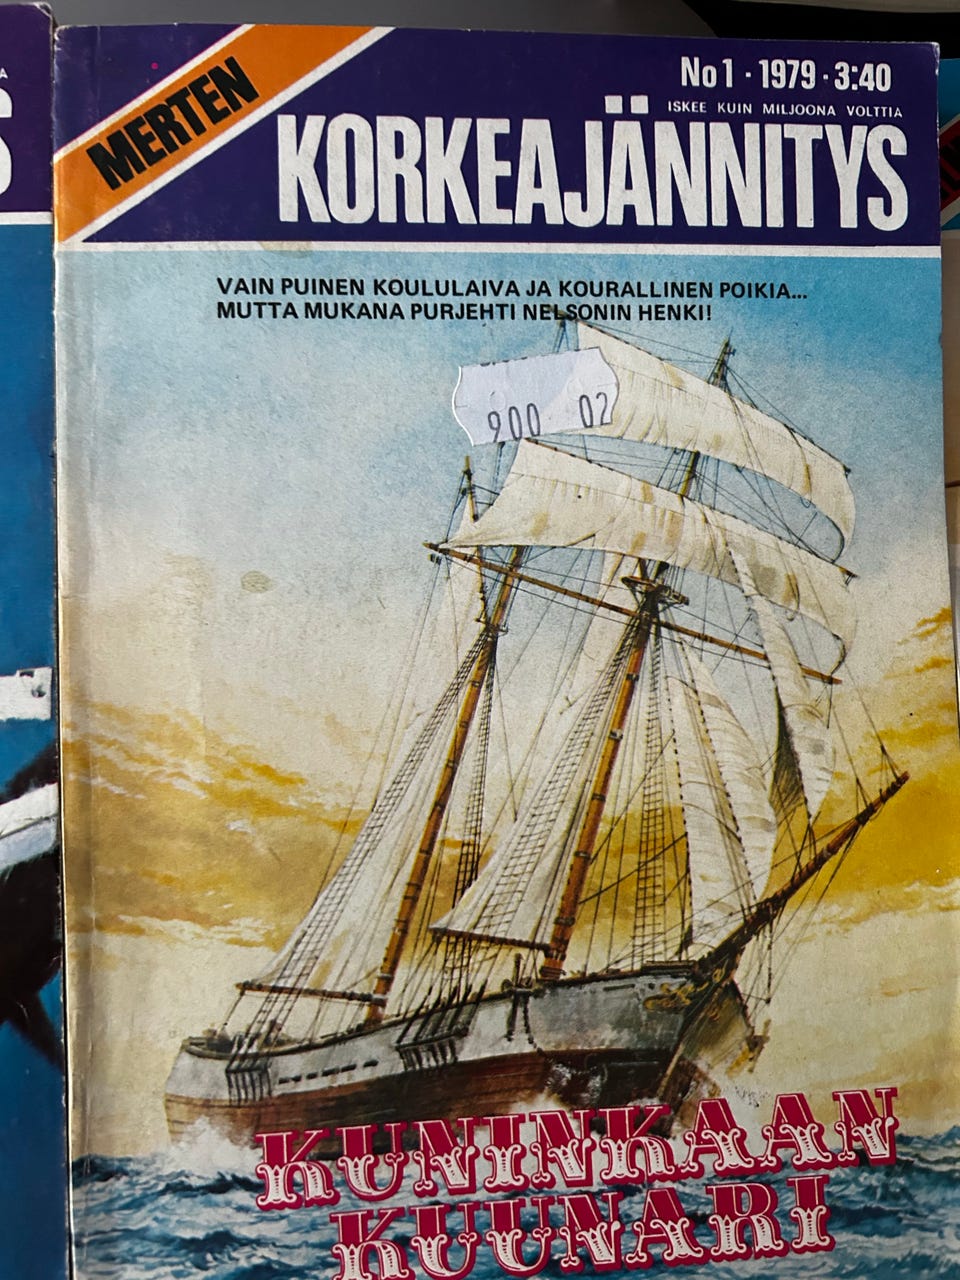 MERTEN
No 1 · 1979 · 3:40
ISKEE KUIN MILJOONA VOLTTIA
KORKEAJÄNNITYS
VAIN PUINEN KOULULAIVA JA KOURALLINEN POIKIA...
MUTTA MUKANA PURJEHTI NELSONIN HENKI!
900 02
KUNINKAAN
KUUNARI
A
S
S